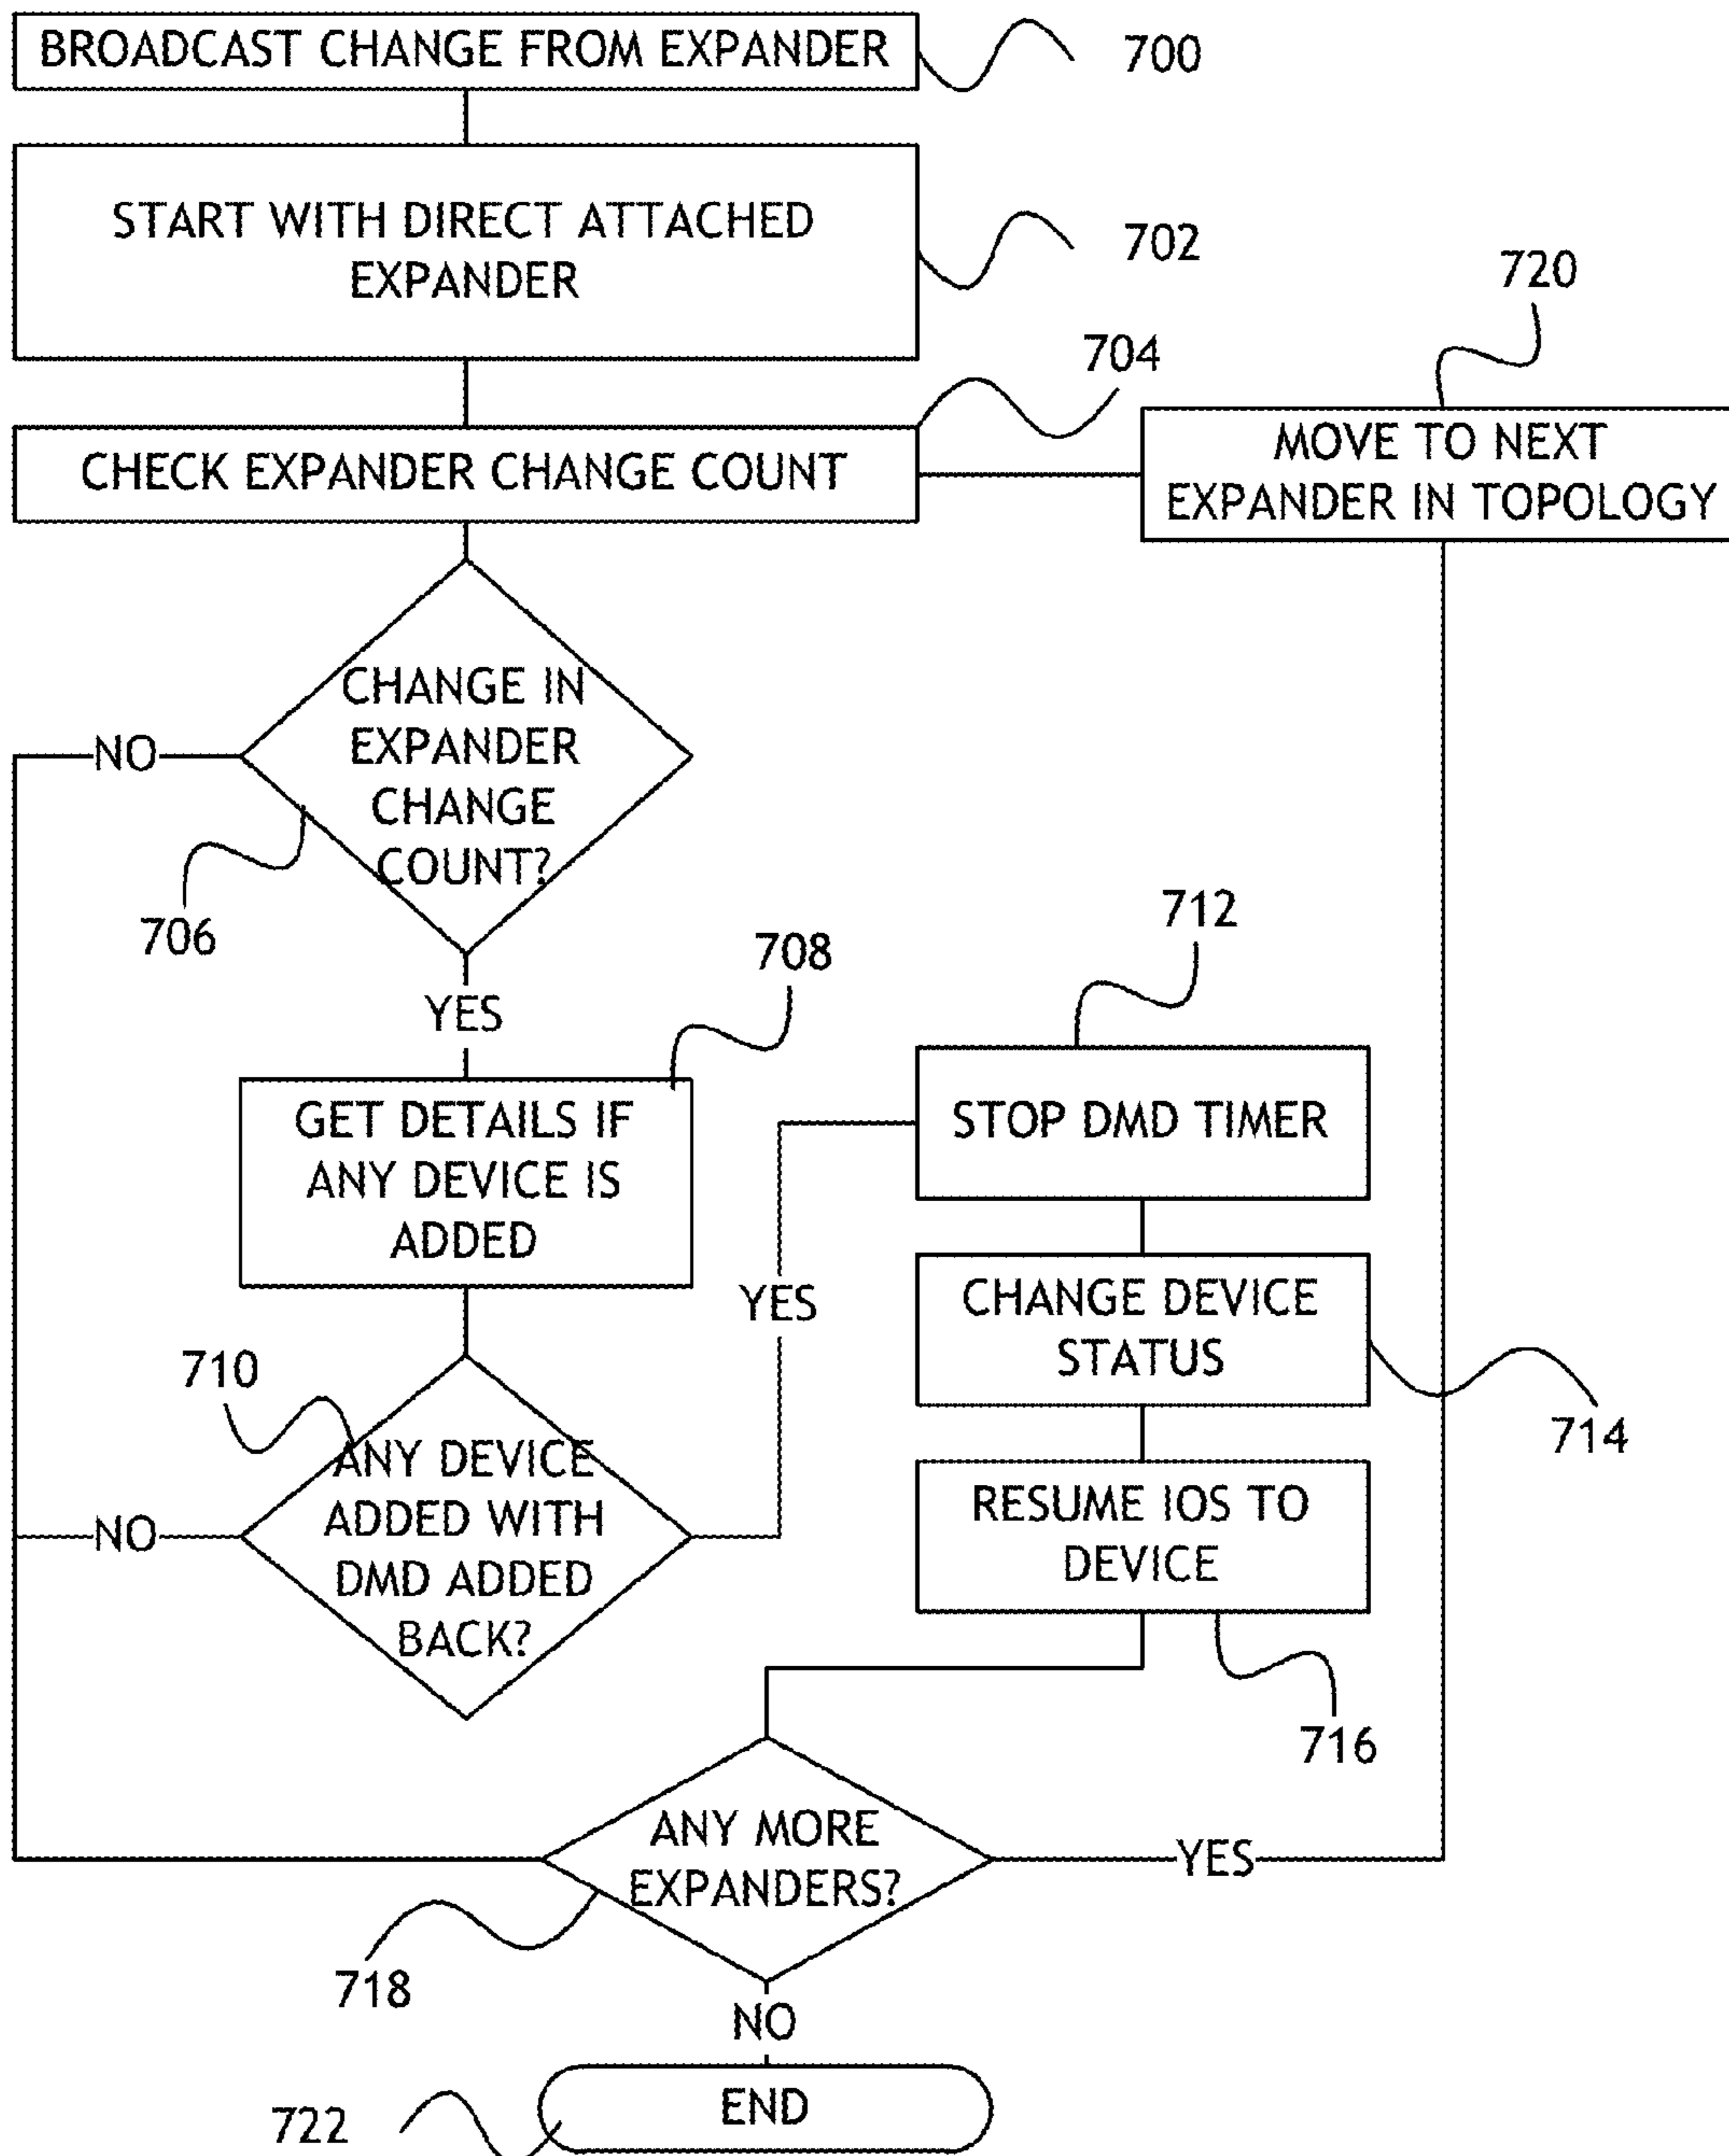 BROADCAST CHANGE FROM EXPANDER
700
START WITH DIRECT ATTACHED
EXPANDER
702
720
704
CHECK EXPANDER CHANGE COUNT
MOVE TO NEXT
EXPANDER IN TOPOLOGY
CHANGE IN
EXPANDER
CHANGE
COUNT?
NO
706
YES
708
712
GET DETAILS IF
ANY DEVICE IS
ADDED
STOP DMD TIMER
YES
CHANGE DEVICE
STATUS
714
710
ANY DEVICE
ADDED WITH
DMD ADDED
BACK?
NO
RESUME IOS TO
DEVICE
716
ANY MORE
EXPANDERS?
YES
718
NO
END
722